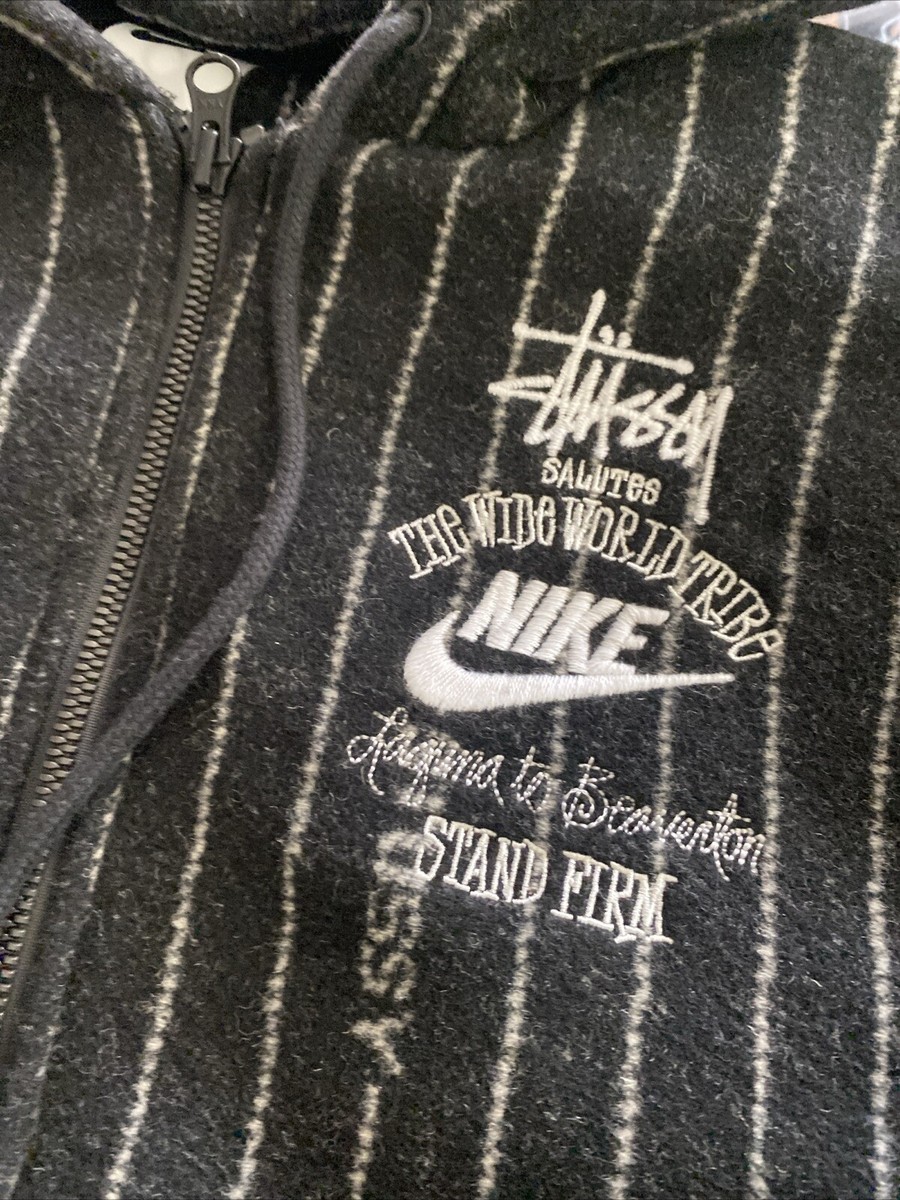 Stüssy
SALUTES
THE WIDE WORLD TRIBE
NIKE
Laguna to Beaverton
STAND FIRM